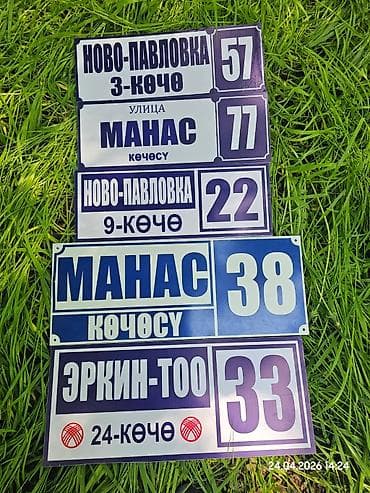 НОВО-ПАВЛОВКА
3-КӨЧӨ
57
УЛИЦА
МАНАС
КӨЧӨСҮ
77
НОВО-ПАВЛОВКА
9-КӨЧӨ
22
МАНАС
КӨЧӨСҮ
38
ЭРКИН-ТОО
24-КӨЧӨ
33
24.04.2026 14:24